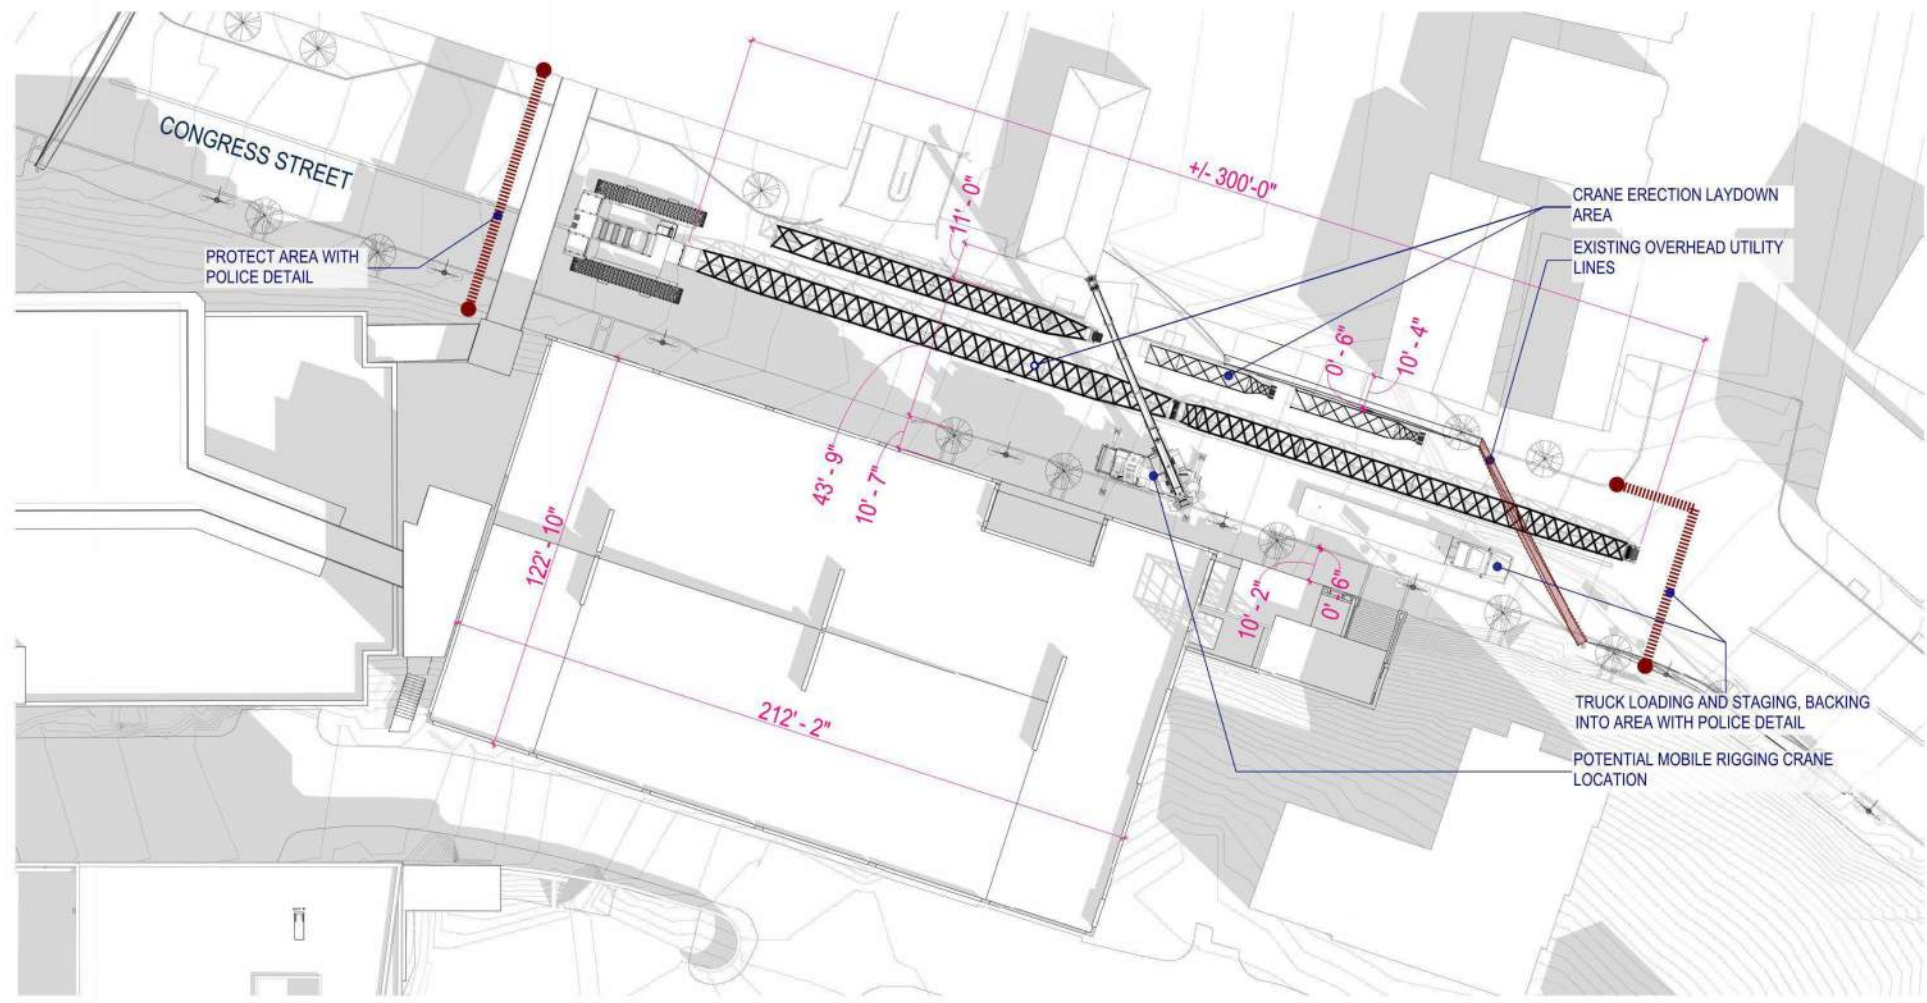 CONGRESS STREET
PROTECT AREA WITH
POLICE DETAIL
+/- 300'-0"
11' - 0"
CRANE ERECTION LAYDOWN
AREA
EXISTING OVERHEAD UTILITY
LINES
0' - 6"
10' - 4"
43' - 9"
10' - 7"
122' - 10"
10' - 2"
0' - 6"
212' - 2"
TRUCK LOADING AND STAGING, BACKING
INTO AREA WITH POLICE DETAIL
POTENTIAL MOBILE RIGGING CRANE
LOCATION